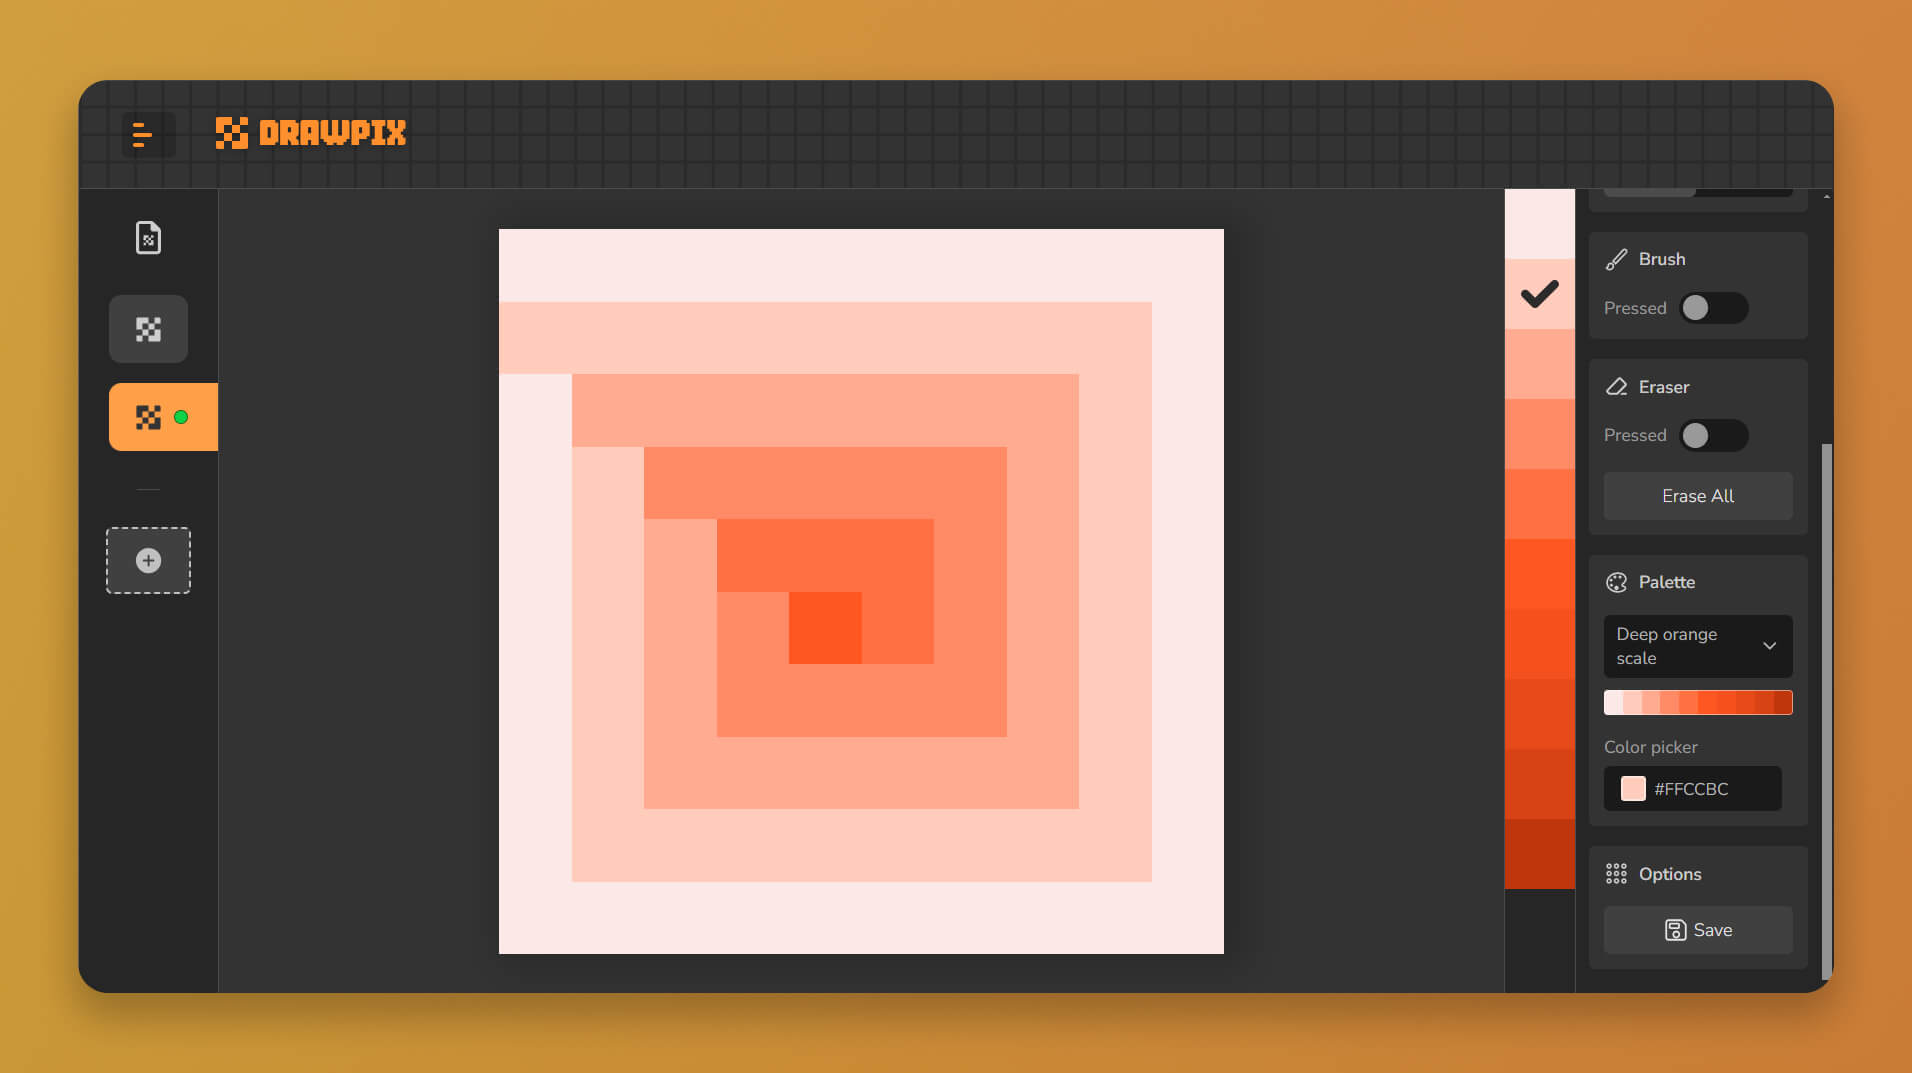 DRAWPIX
Brush
Pressed
Eraser
Pressed
Erase All
Palette
Deep orange
scale
Color picker
#FFCCBC
Options
Save